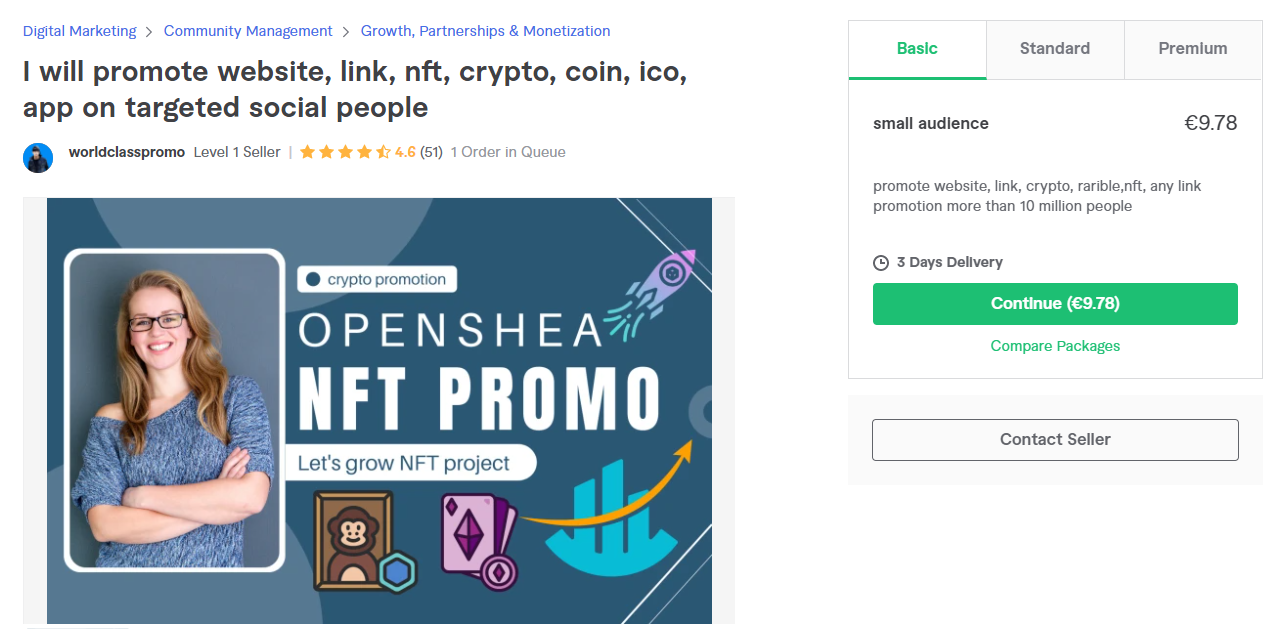 Digital Marketing > Community Management > Growth, Partnerships & Monetization
I will promote website, link, nft, crypto, coin, ico,
app on targeted social people
worldclasspromo Level 1 Seller | 4.6 (51) 1 Order in Queue
crypto promotion
OPENSHEA
NFT PROMO
Let's grow NFT project
Basic Standard Premium
small audience €9.78
promote website, link, crypto, rarible,nft, any link
promotion more than 10 million people
3 Days Delivery
Continue (€9.78)
Compare Packages
Contact Seller